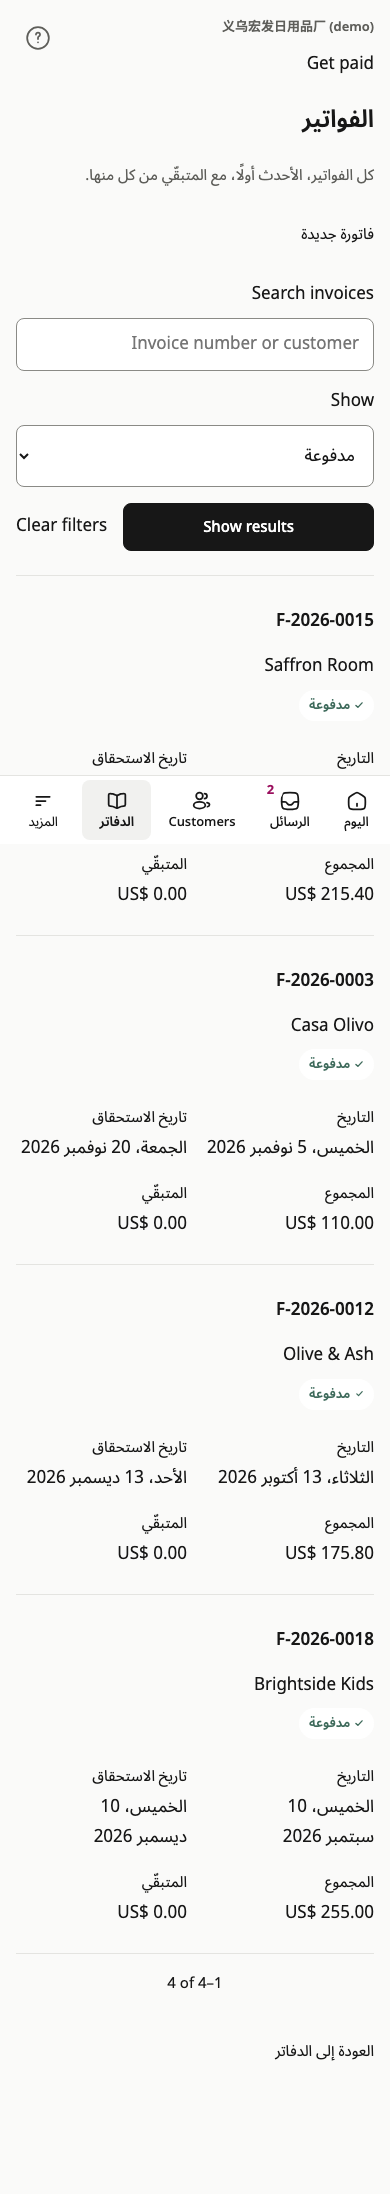 义乌宏发日用品厂 (demo)
Get paid
الفواتير
كل الفواتير، الأحدث أولًا، مع المتبقّي من كل منها.
فاتورة جديدة
Search invoices
Invoice number or customer
Show
مدفوعة
Show results
Clear filters
F-2026-0015
Saffron Room
مدفوعة
التاريخ
تاريخ الاستحقاق
اليوم
الرسائل
2
Customers
الدفاتر
المزيد
المجموع
المتبقّي
US$ 215.40
US$ 0.00
F-2026-0003
Casa Olivo
مدفوعة
التاريخ
تاريخ الاستحقاق
الخميس، 5 نوفمبر 2026
الجمعة، 20 نوفمبر 2026
المجموع
المتبقّي
US$ 110.00
US$ 0.00
F-2026-0012
Olive & Ash
مدفوعة
التاريخ
تاريخ الاستحقاق
الثلاثاء، 13 أكتوبر 2026
الأحد، 13 ديسمبر 2026
المجموع
المتبقّي
US$ 175.80
US$ 0.00
F-2026-0018
Brightside Kids
مدفوعة
التاريخ
تاريخ الاستحقاق
الخميس، 10
سبتمبر 2026
الخميس، 10
ديسمبر 2026
المجموع
المتبقّي
US$ 255.00
US$ 0.00
4 of 4–1
العودة إلى الدفاتر